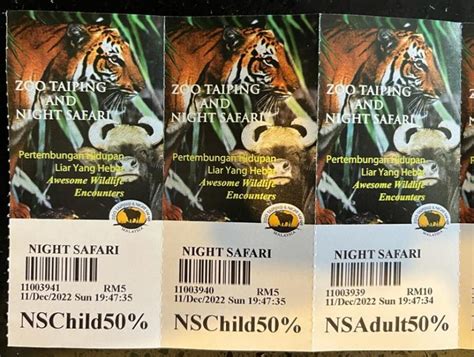 ZOO TAIPING
AND
NIGHT SAFARI
Pertembungan Hidupan
Liar Yang Hebat
Awesome Wildlife
Encounters
MALAYSIA
NIGHT SAFARI
11003941 RM5
11/Dec/2022 Sun 19:47:35
NSChild50%
ZOO TAIPING
AND
NIGHT SAFARI
Pertembungan Hidupan
Liar Yang Hebat
Awesome Wildlife
Encounters
MALAYSIA
NIGHT SAFARI
11003940 RM5
11/Dec/2022 Sun 19:47:35
NSChild50%
ZOO TAIPING
AND
NIGHT SAFARI
Pertembungan Hidupan
Liar Yang Hebat
Awesome Wildlife
Encounters
MALAYSIA
NIGHT SAFARI
11003939 RM10
11/Dec/2022 Sun 19:47:34
NSAdult50%